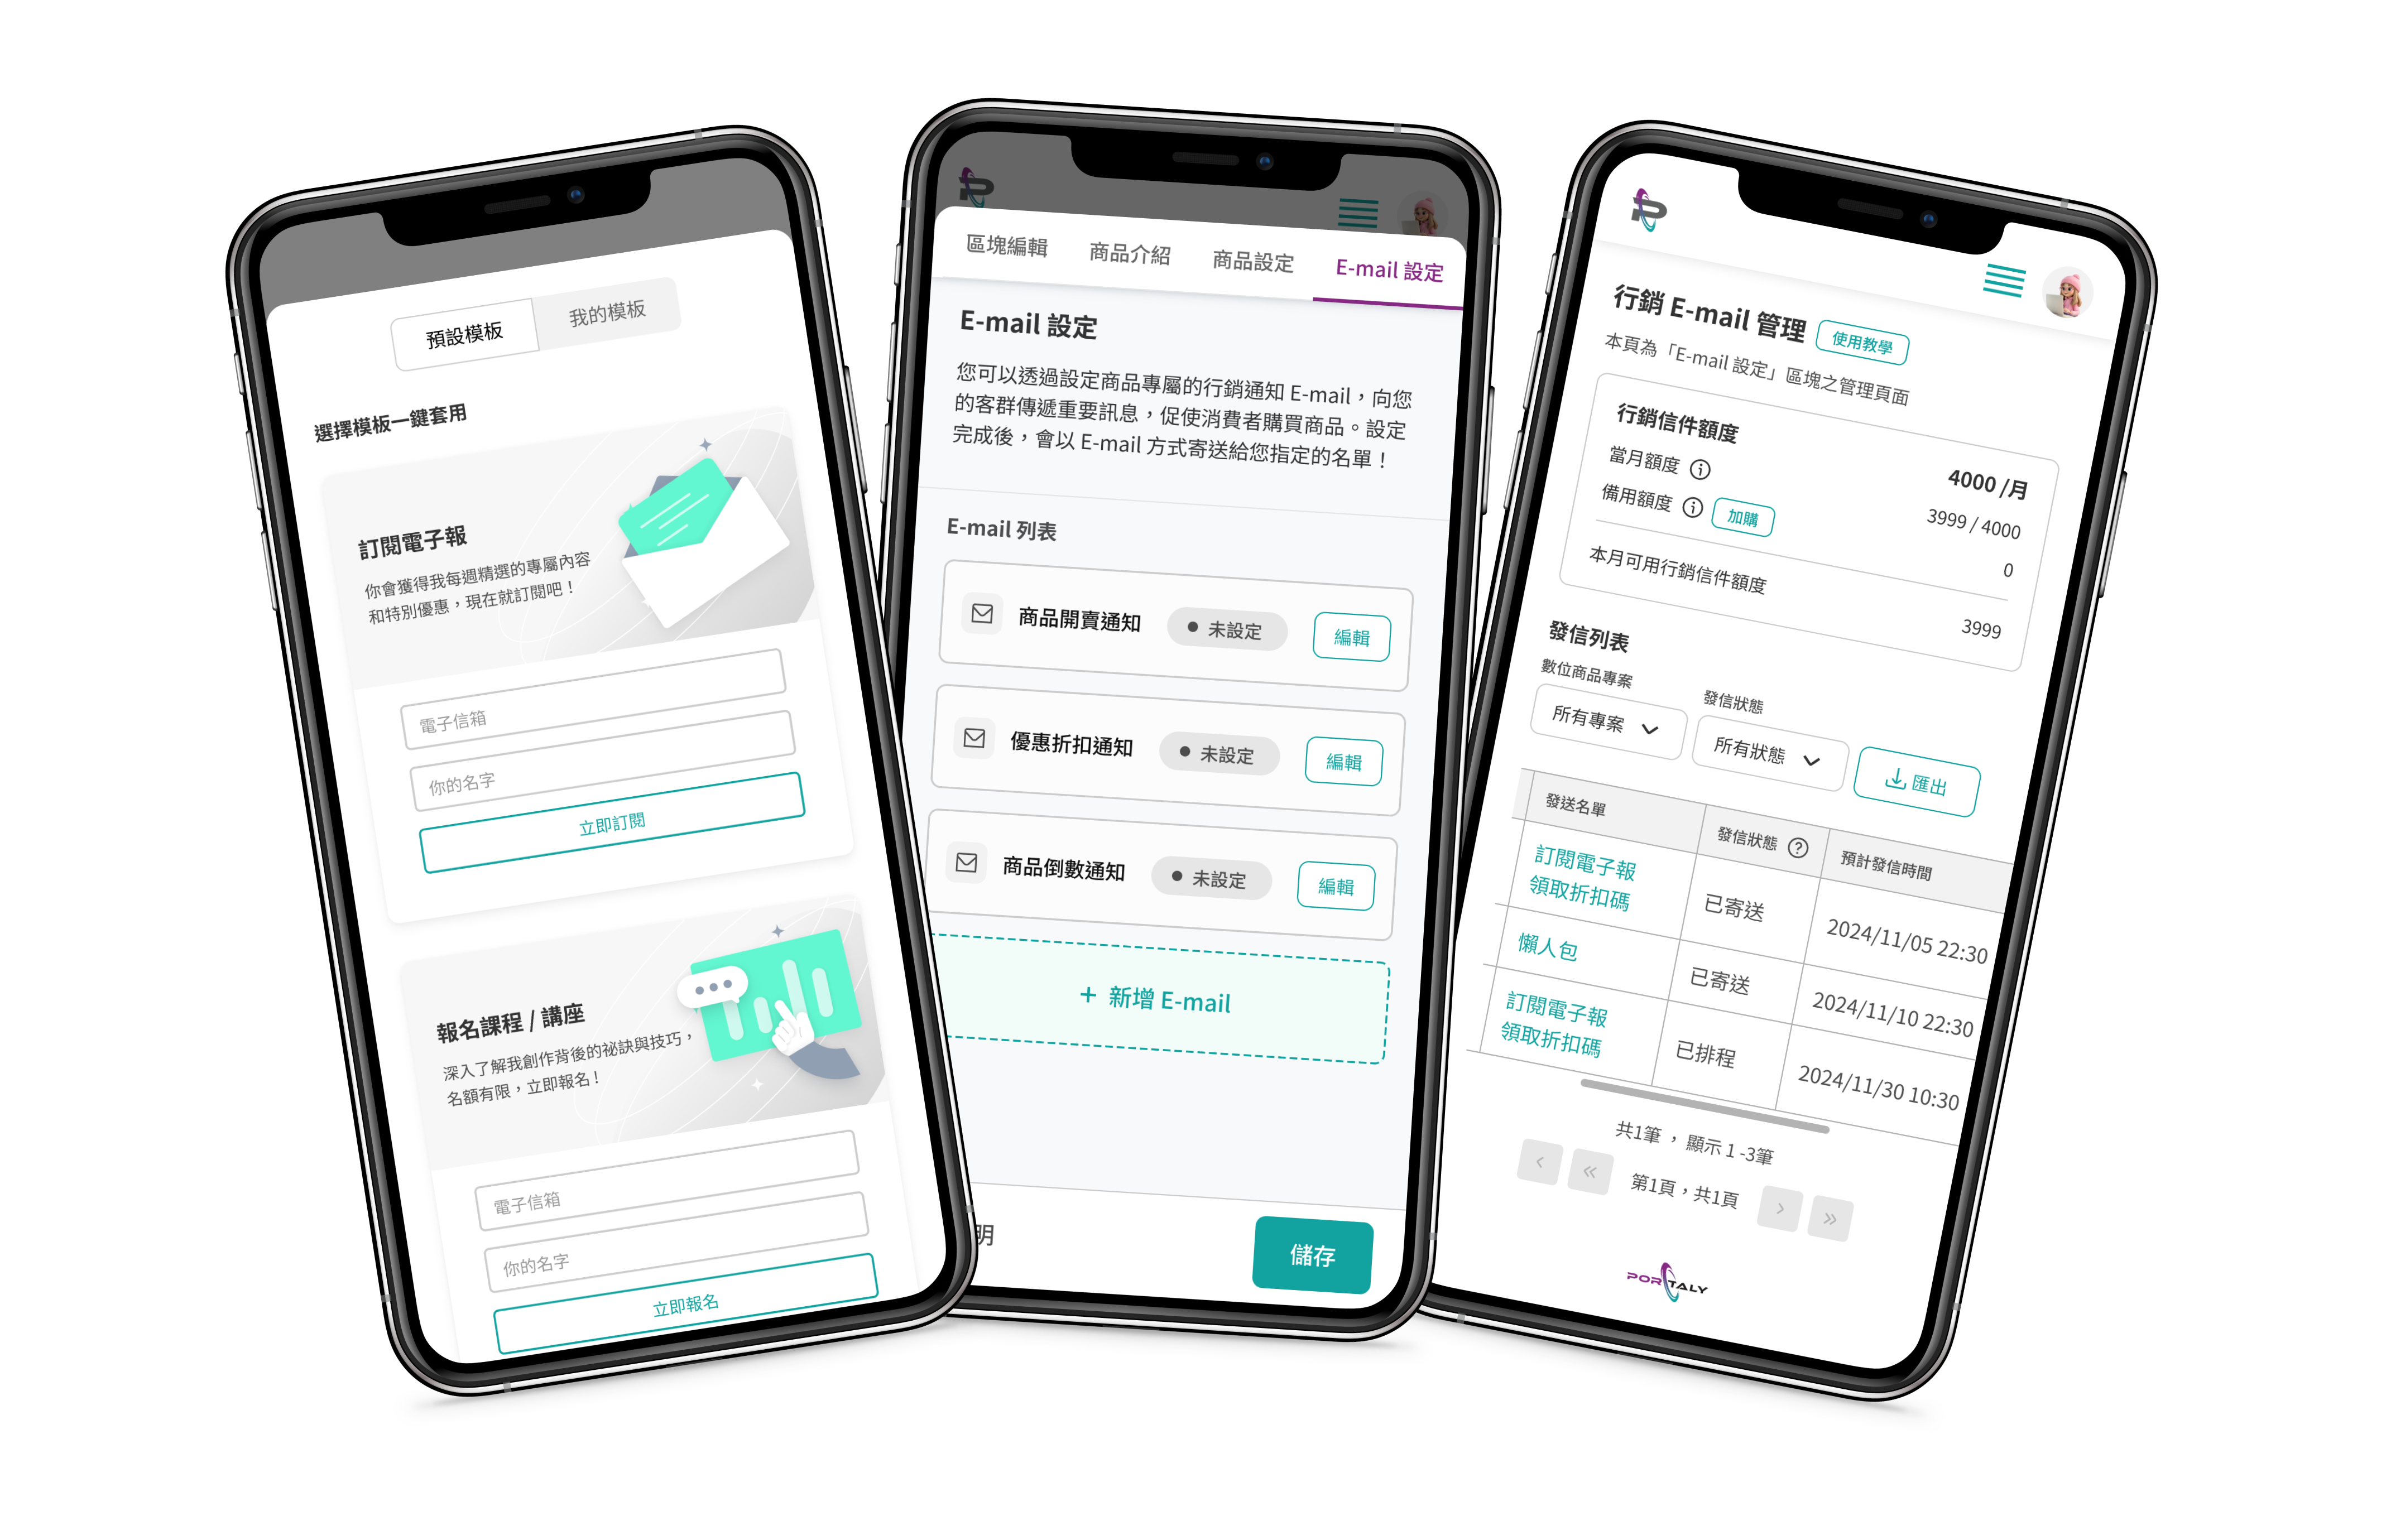 預設模板
我的模板
選擇模板一鍵套用
訂閱電子報
你會獲得我每週精選的專屬內容
和特別優惠，現在就訂閱吧！
電子信箱
你的名字
立即訂閱
報名課程 / 講座
深入了解我創作背後的祕訣與技巧，
名額有限，立即報名！
電子信箱
你的名字
立即報名
區塊編輯
商品介紹
商品設定
E-mail 設定
E-mail 設定
您可以透過設定商品專屬的行銷通知 E-mail，向您
的客群傳遞重要訊息，促使消費者購買商品。設定
完成後，會以 E-mail 方式寄送給您指定的名單！
E-mail 列表
商品開賣通知
未設定
編輯
優惠折扣通知
未設定
編輯
商品倒數通知
未設定
編輯
+ 新增 E-mail
明
儲存
行銷 E-mail 管理
使用教學
本頁為「E-mail 設定」區塊之管理頁面
行銷信件額度
4000 /月
當月額度
3999 / 4000
備用額度
加購
0
本月可用行銷信件額度
3999
發信列表
數位商品專案
所有專案
發信狀態
所有狀態
匯出
發送名單
發信狀態
預計發信時間
訂閱電子報
領取折扣碼
已寄送
2024/11/05 22:30
懶人包
已寄送
2024/11/10 22:30
訂閱電子報
領取折扣碼
已排程
2024/11/30 10:30
共1筆 ， 顯示 1 -3筆
第1頁，共1頁
PORTALY